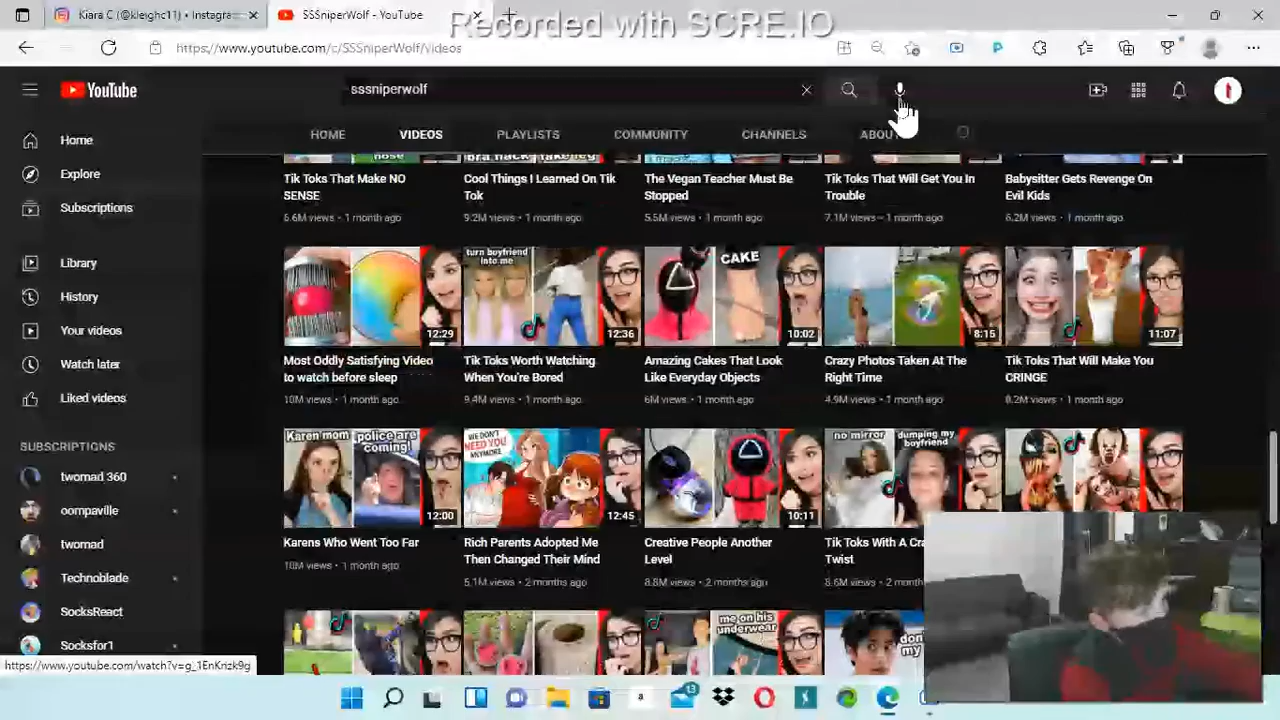 Kiara C (@kleighc11) • Instagra
SSSniperWolf - YouTube
Recorded with SCRE.IO
https://www.youtube.com/c/SSSniperWolf/videos
YouTube
sssniperwolf
HOME
VIDEOS
PLAYLISTS
COMMUNITY
CHANNELS
ABOUT
Home
Explore
Subscriptions
Library
History
Your videos
Watch later
Liked videos
SUBSCRIPTIONS
twomad 360
oompaville
twomad
Technoblade
SocksReact
Socksfor1
Tik Toks That Make NO
SENSE
6.6M views • 1 month ago
Cool Things I Learned On Tik
Tok
9.2M views • 1 month ago
The Vegan Teacher Must Be
Stopped
5.5M views • 1 month ago
Tik Toks That Will Get You In
Trouble
7.1M views • 1 month ago
Babysitter Gets Revenge On
Evil Kids
6.2M views • 1 month ago
12:29
Most Oddly Satisfying Video
to watch before sleep
10M views • 1 month ago
turn boyfriend
into me
12:36
Tik Toks Worth Watching
When You're Bored
9.4M views • 1 month ago
CAKE
10:02
Amazing Cakes That Look
Like Everyday Objects
6M views • 1 month ago
8:15
Crazy Photos Taken At The
Right Time
4.9M views • 1 month ago
11:07
Tik Toks That Will Make You
CRINGE
8.2M views • 1 month ago
Karen mom
police are
coming!
12:00
Karens Who Went Too Far
10M views • 1 month ago
WE DON'T
NEED YOU
ANYMORE
12:45
Rich Parents Adopted Me
Then Changed Their Mind
5.1M views • 2 months ago
10:11
Creative People Another
Level
8.8M views • 2 months ago
no mirror
dumping my
boyfriend
Tik Toks With A Cra
Twist
8.6M views • 2 month
me on his
underwear
don
my
https://www.youtube.com/watch?v=g_1EnKnzk9g
13